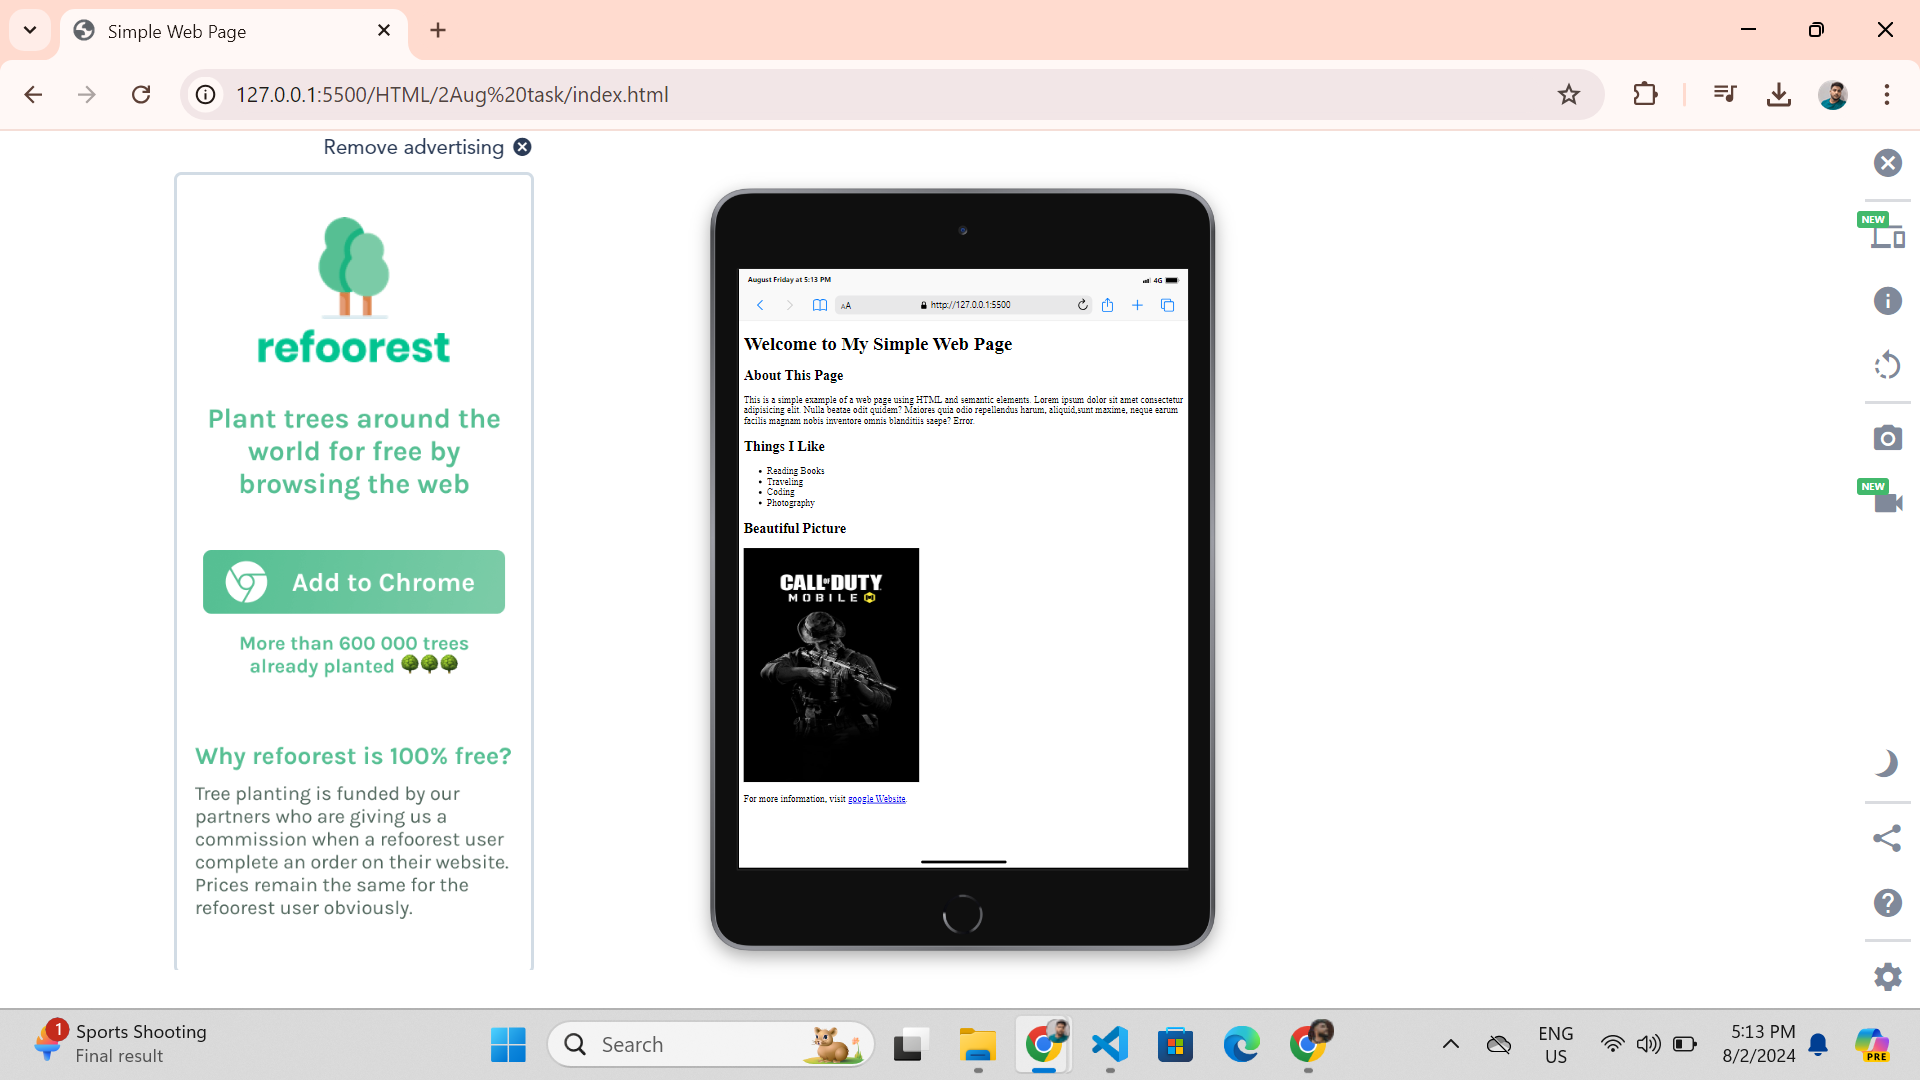 Simple Web Page
127.0.0.1:5500/HTML/2Aug%20task/index.html
Remove advertising
refoorest
Plant trees around the
world for free by
browsing the web
Add to Chrome
More than 600 000 trees
already planted
Why refoorest is 100% free?
Tree planting is funded by our
partners who are giving us a
commission when a refoorest user
complete an order on their website.
Prices remain the same for the
refoorest user obviously.
August Friday at 5:13 PM
4G
AA
http://127.0.0.1:5500
Welcome to My Simple Web Page
About This Page
This is a simple example of a web page using HTML and semantic elements. Lorem ipsum dolor sit amet consectetur
adipisicing elit. Nulla beatae odit quidem? Maiores quia odio repellendus harum, aliquid,sunt maxime, neque earum
facilis magnam nobis inventore omnis blanditiis saepe? Error.
Things I Like
• Reading Books
• Traveling
• Coding
• Photography
Beautiful Picture
CALL OF DUTY
MOBILE
For more information, visit google Website.
NEW
NEW
1
Sports Shooting
Final result
Search
ENG
US
5:13 PM
8/2/2024
PRE